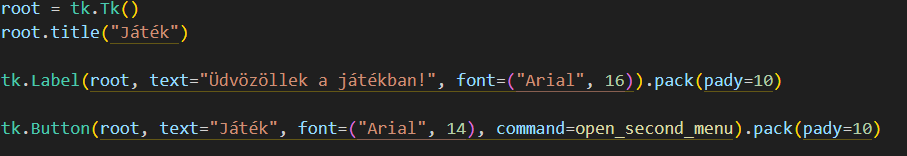 root = tk.Tk()
root.title("Játék")
tk.Label(root, text="Üdvözöllek a játékban!", font=("Arial", 16)).pack(pady=10)
tk.Button(root, text="Játék", font=("Arial", 14), command=open_second_menu).pack(pady=10)